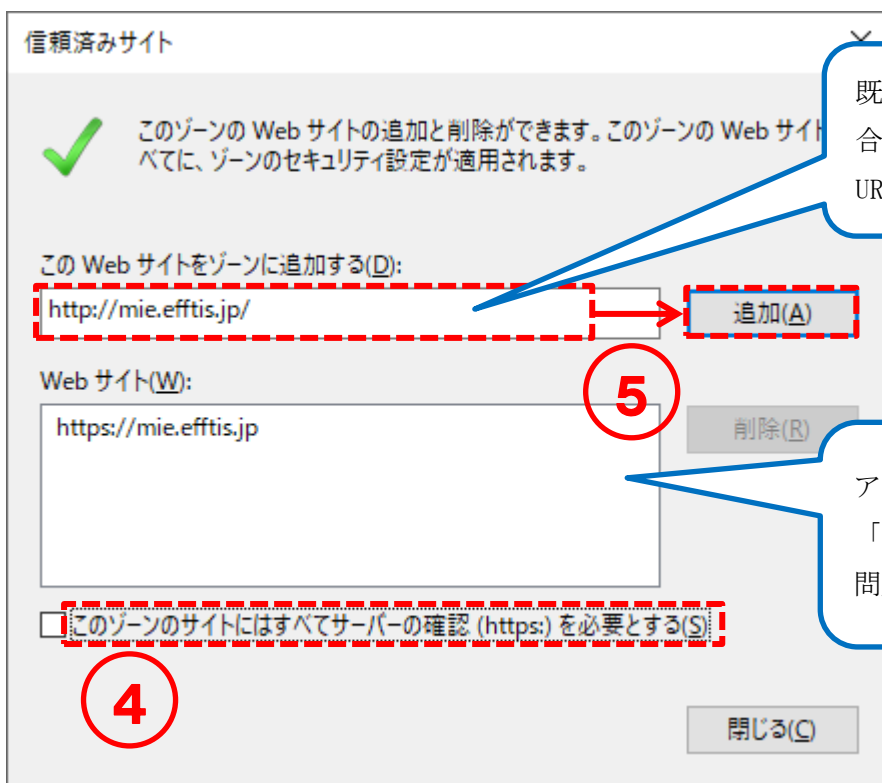 信頼済みサイト
このゾーンの Web サイトの追加と削除ができます。このゾーンの Web サイト
べてに、ゾーンのセキュリティ設定が適用されます。
既
合
UR
この Web サイトをゾーンに追加する(D):
http://mie.efftis.jp/
追加(A)
5
Web サイト(W):
https://mie.efftis.jp
削除(R)
ア
「
問
このゾーンのサイトにはすべてサーバーの確認 (https:) を必要とする(S)
4
閉じる(C)